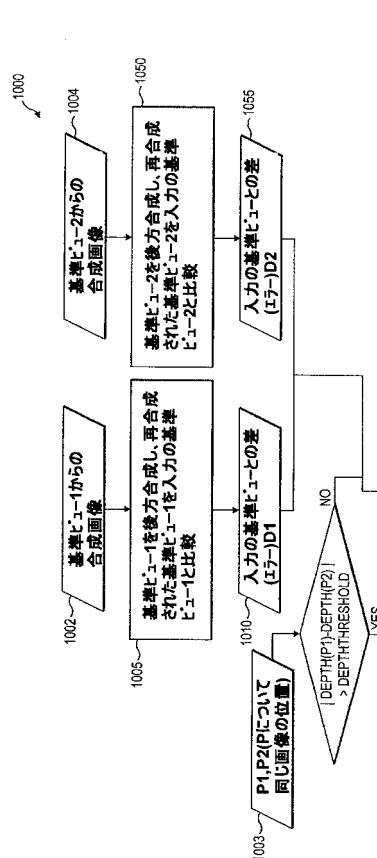 1000
1002
基準ビュー1からの
合成画像
基準ビュー2からの
合成画像
1004
1005
基準ビュー1を後方合成し、再合成
された基準ビュー1を入力の基準
ビュー1と比較
基準ビュー2を後方合成し、再合成
された基準ビュー2を入力の基準
ビュー2と比較
1050
1010
入力の基準ビューとの差
(エラー)D1
入力の基準ビューとの差
(エラー)D2
1055
1003
P1,P2(Pについて
同じ画像の位置)
| DEPTH(P1)-DEPTH(P2) |
> DEPTHTHRESHOLD
NO
YES